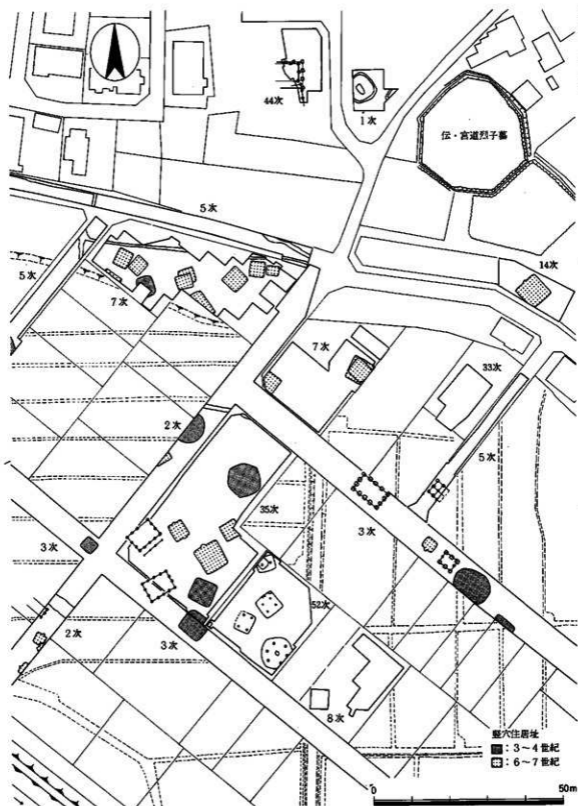 44次
1次
伝・宮道烈子墓
5次
14次
5次
7次
7次
33次
2次
5次
35次
3次
3次
52次
2次
3次
8次
竪穴住居址
:3〜4世紀
:6〜7世紀
0 50m